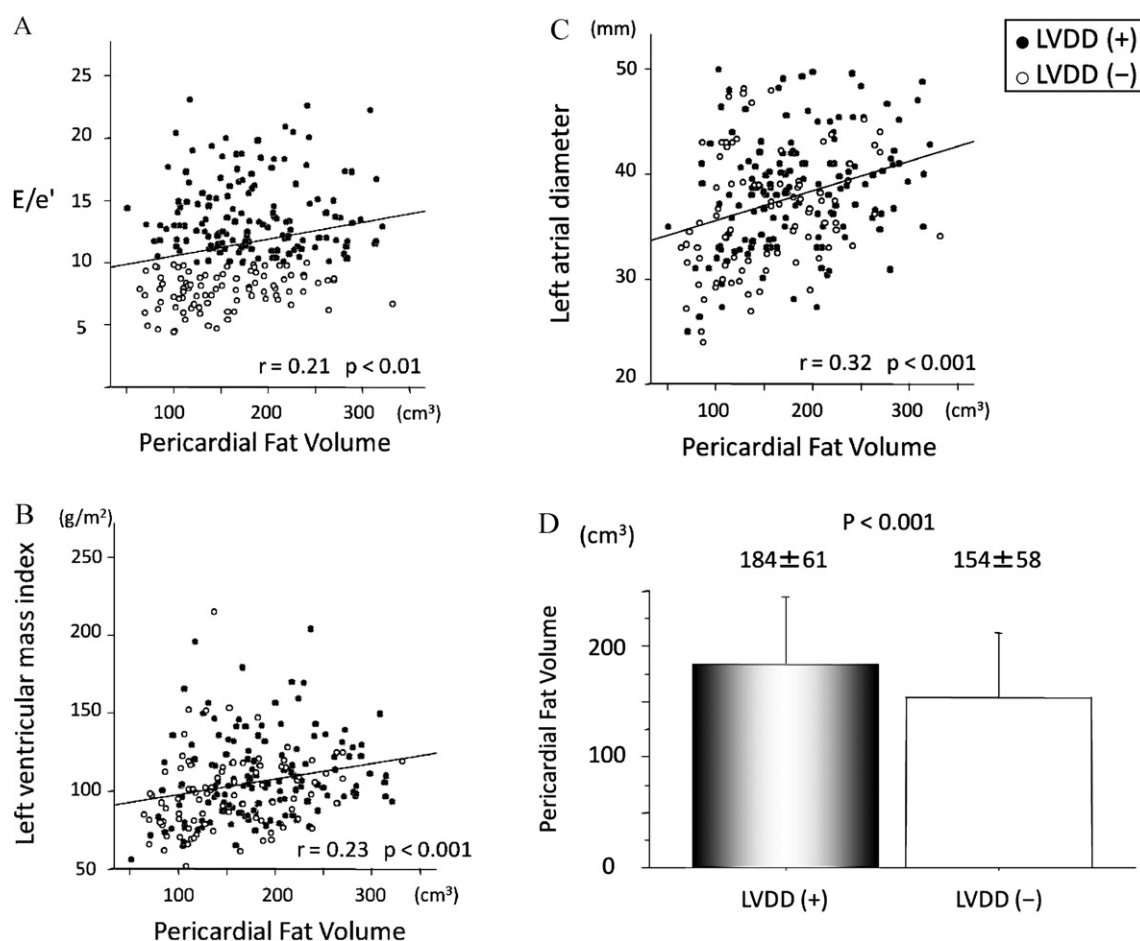 A
25
20
E/e'
15
10
5
r = 0.21 p < 0.01
100 200 300 (cm³)
Pericardial Fat Volume
C
(mm)
50
Left atrial diameter
40
30
20
r = 0.32 p < 0.001
100 200 300 (cm³)
Pericardial Fat Volume
LVDD (+)
LVDD (−)
B
(g/m²)
250
Left ventricular mass index
200
150
100
50
r = 0.23 p < 0.001
100 200 300 (cm³)
Pericardial Fat Volume
D
(cm³)
P < 0.001
184±61 154±58
Pericardial Fat Volume
200
100
0
LVDD (+) LVDD (−)